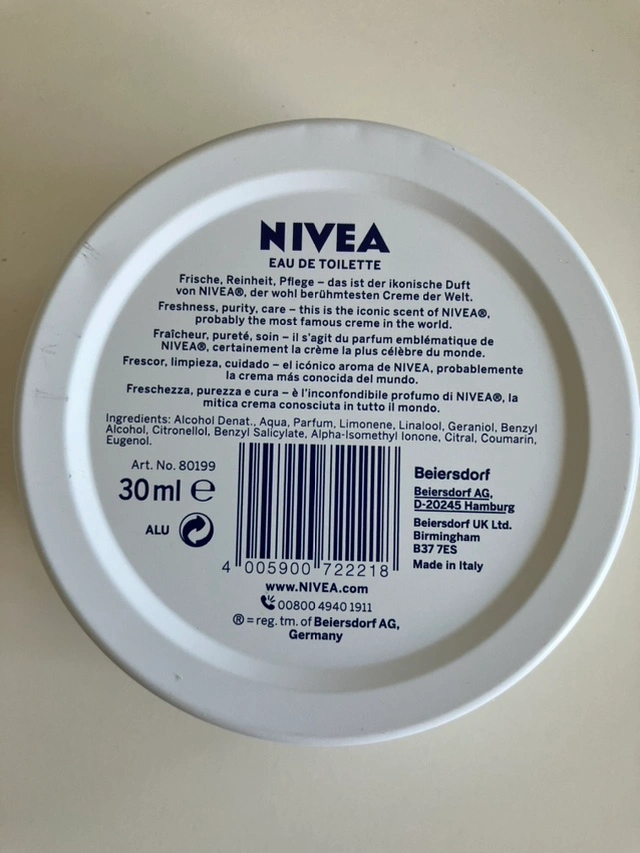 NIVEA
EAU DE TOILETTE
Frische, Reinheit, Pflege – das ist der ikonische Duft
von NIVEA®, der wohl berühmtesten Creme der Welt.
Freshness, purity, care – this is the iconic scent of NIVEA®,
probably the most famous creme in the world.
Fraîcheur, pureté, soin – il s'agit du parfum emblématique de
NIVEA®, certainement la crème la plus célèbre du monde.
Frescor, limpieza, cuidado – el icónico aroma de NIVEA, probablemente
la crema más conocida del mundo.
Freschezza, purezza e cura – è l'inconfondibile profumo di NIVEA®, la
mitica crema conosciuta in tutto il mondo.
Ingredients: Alcohol Denat., Aqua, Parfum, Limonene, Linalool, Geraniol, Benzyl
Alcohol, Citronellol, Benzyl Salicylate, Alpha-Isomethyl Ionone, Citral, Coumarin,
Eugenol.
Art. No. 80199
30 ml ℮
ALU
4 005900 722218
Beiersdorf
Beiersdorf AG,
D-20245 Hamburg
Beiersdorf UK Ltd.
Birmingham
B37 7ES
Made in Italy
www.NIVEA.com
00800 4940 1911
® = reg. tm. of Beiersdorf AG,
Germany